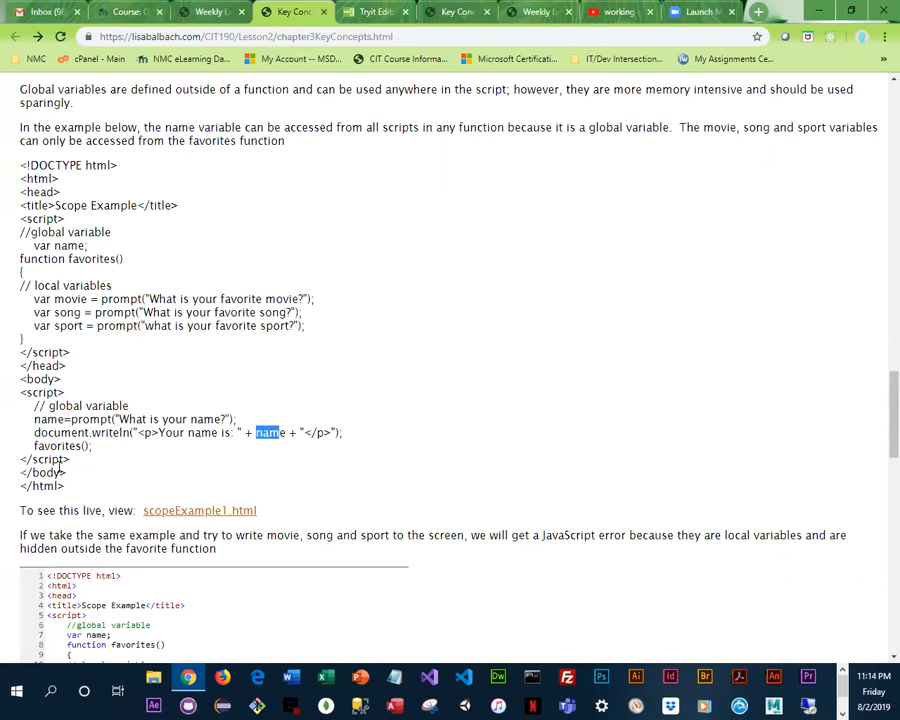 Inbox (98
Course: C
Weekly L
Key Conc
Tryit Edit
Key Conc
Weekly L
working
Launch M
https://lisabalbach.com/CIT190/Lesson2/chapter3KeyConcepts.html
NMC
cPanel - Main
NMC eLearning Da...
My Account -- MSD...
CIT Course Informa...
Microsoft Certificat...
IT/Dev Intersection...
My Assignments Ce...
»
Global variables are defined outside of a function and can be used anywhere in the script; however, they are more memory intensive and should be used
sparingly.
In the example below, the name variable can be accessed from all scripts in any function because it is a global variable.  The movie, song and sport variables
can only be accessed from the favorites function
<!DOCTYPE html>
<html>
<head>
<title>Scope Example</title>
<script>
//global variable
var name;
function favorites()
{
// local variables
var movie = prompt("What is your favorite movie?");
var song = prompt("What is your favorite song?");
var sport = prompt("what is your favorite sport?");
}
</script>
</head>
<body>
<script>
// global variable
name=prompt("What is your name?");
document.writeln("<p>Your name is: " + name + "</p>");
favorites();
</script>
</body>
</html>
To see this live, view: scopeExample1.html
If we take the same example and try to write movie, song and sport to the screen, we will get a JavaScript error because they are local variables and are
hidden outside the favorite function
1 <!DOCTYPE html>
2 <html>
3 <head>
4 <title>Scope Example</title>
5 <script>
6 //global variable
7 var name;
8 function favorites()
9 {
11:14 PM
Friday
8/2/2019